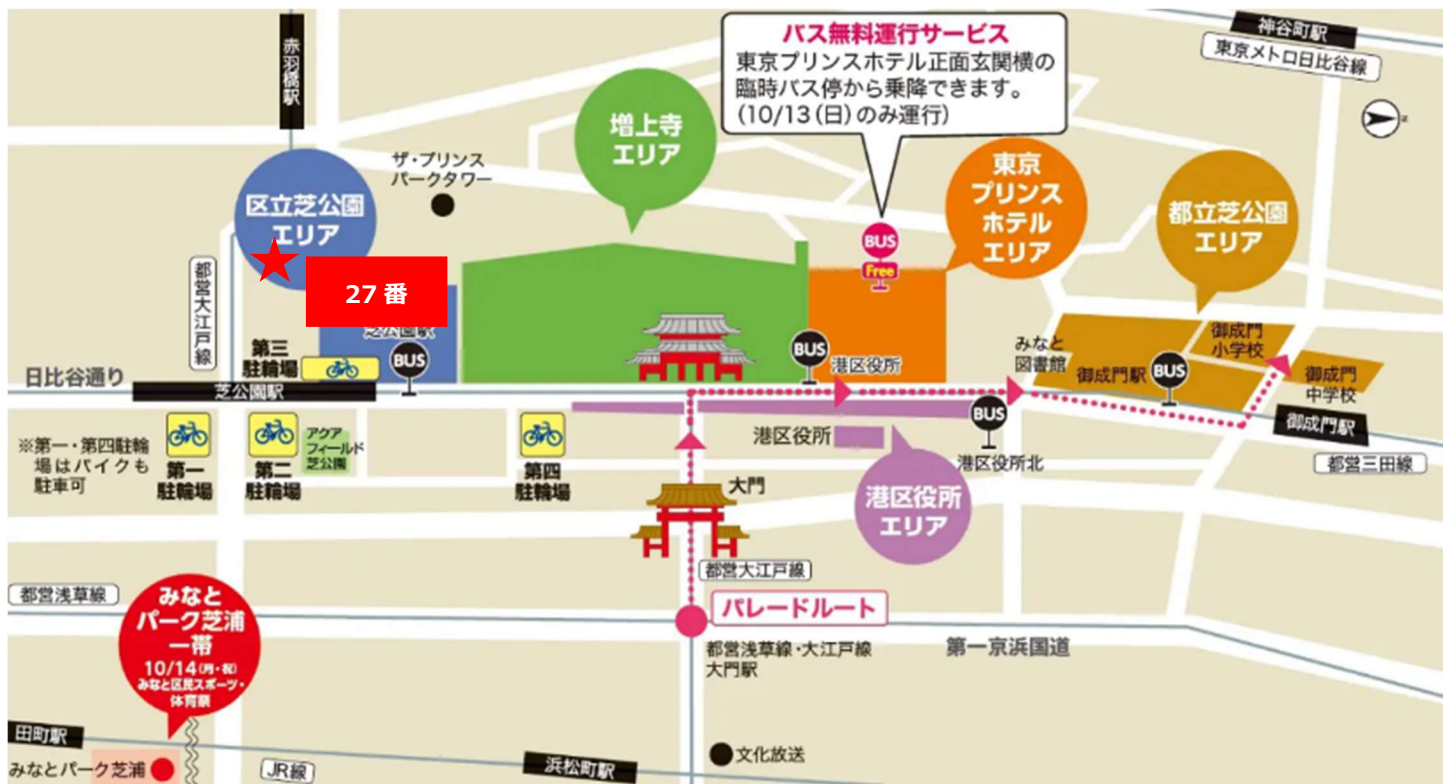 赤羽橋駅
神谷町駅
東京メトロ日比谷線
N
バス無料運行サービス
東京プリンスホテル正面玄関横の
臨時バス停から乗降できます。
(10/13(日)のみ運行)
増上寺
エリア
ザ・プリンス
パークタワー
区立芝公園
エリア
東京
プリンス
ホテル
エリア
都立芝公園
エリア
BUS
Free
27番
都営大江戸線
芝公園駅
BUS
第三
駐輪場
日比谷通り
芝公園駅
BUS
港区役所
みなと
図書館
御成門
小学校
御成門駅
BUS
御成門
中学校
御成門駅
都営三田線
※第一・第四駐輪
場はバイクも
駐車可
第一
駐輪場
第二
駐輪場
アクア
フィールド
芝公園
第四
駐輪場
港区役所
BUS
港区役所北
大門
港区役所
エリア
都営大江戸線
都営浅草線
みなと
パーク芝浦
一帯
10/14(月・祝)
みなと区民スポーツ・
体育祭
パレードルート
都営浅草線・大江戸線
大門駅
第一京浜国道
田町駅
みなとパーク芝浦
JR線
浜松町駅
文化放送